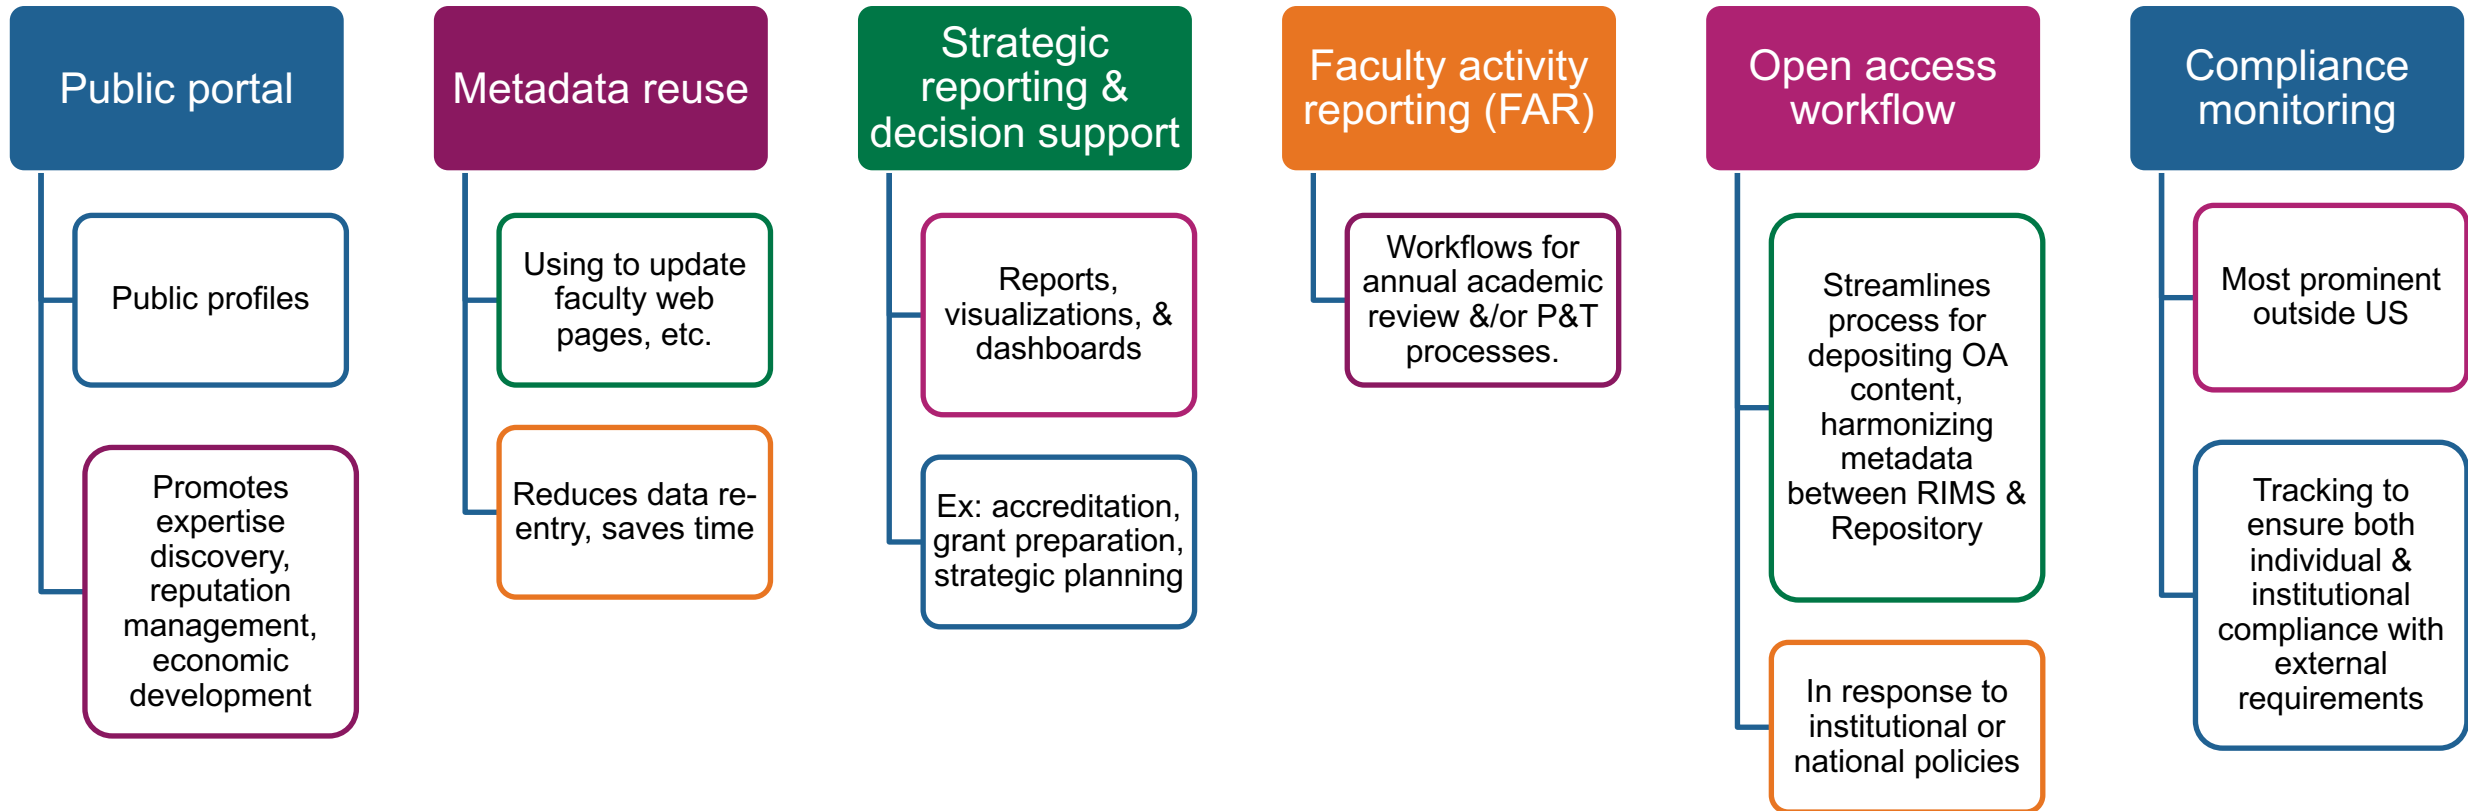 Public portal
Public profiles
Promotes
expertise
discovery,
reputation
management,
economic
development
Metadata reuse
Using to update
faculty web
pages, etc.
Reduces data re-
entry, saves time
Strategic
reporting &
decision support
Reports,
visualizations, &
dashboards
Ex: accreditation,
grant preparation,
strategic planning
Faculty activity
reporting (FAR)
Workflows for
annual academic
review &/or P&T
processes.
Open access
workflow
Streamlines
process for
depositing OA
content,
harmonizing
metadata
between RIMS &
Repository
In response to
institutional or
national policies
Compliance
monitoring
Most prominent
outside US
Tracking to
ensure both
individual &
institutional
compliance with
external
requirements